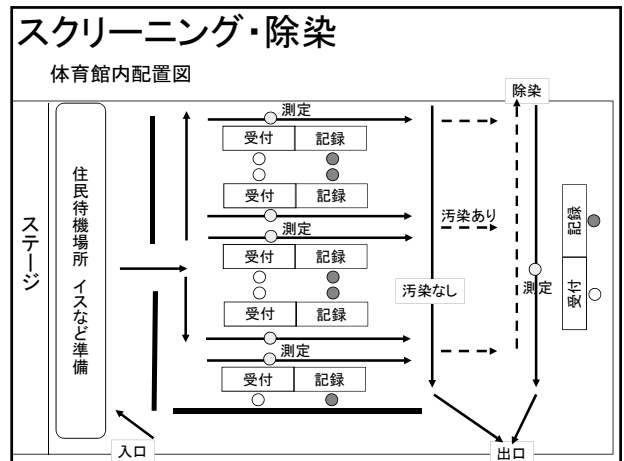 スクリーニング・除染
体育館内配置図
除染
測定
受付 記録
受付 記録
測定
受付 記録
受付 記録
測定
受付 記録
ステージ
住民待機場所 イスなど準備
汚染あり
汚染なし
測定
記録
受付
入口
出口